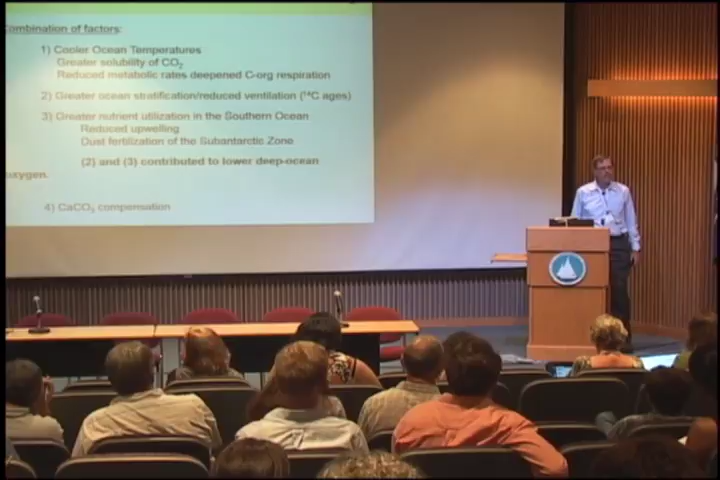 Combination of factors:
1) Cooler Ocean Temperatures
Greater solubility of CO₂
Reduced metabolic rates deepened C-org respiration
2) Greater ocean stratification/reduced ventilation (¹⁴C ages)
3) Greater nutrient utilization in the Southern Ocean
Reduced upwelling
Dust fertilization of the Subantarctic Zone
(2) and (3) contributed to lower deep-ocean
oxygen.
4) CaCO₃ compensation